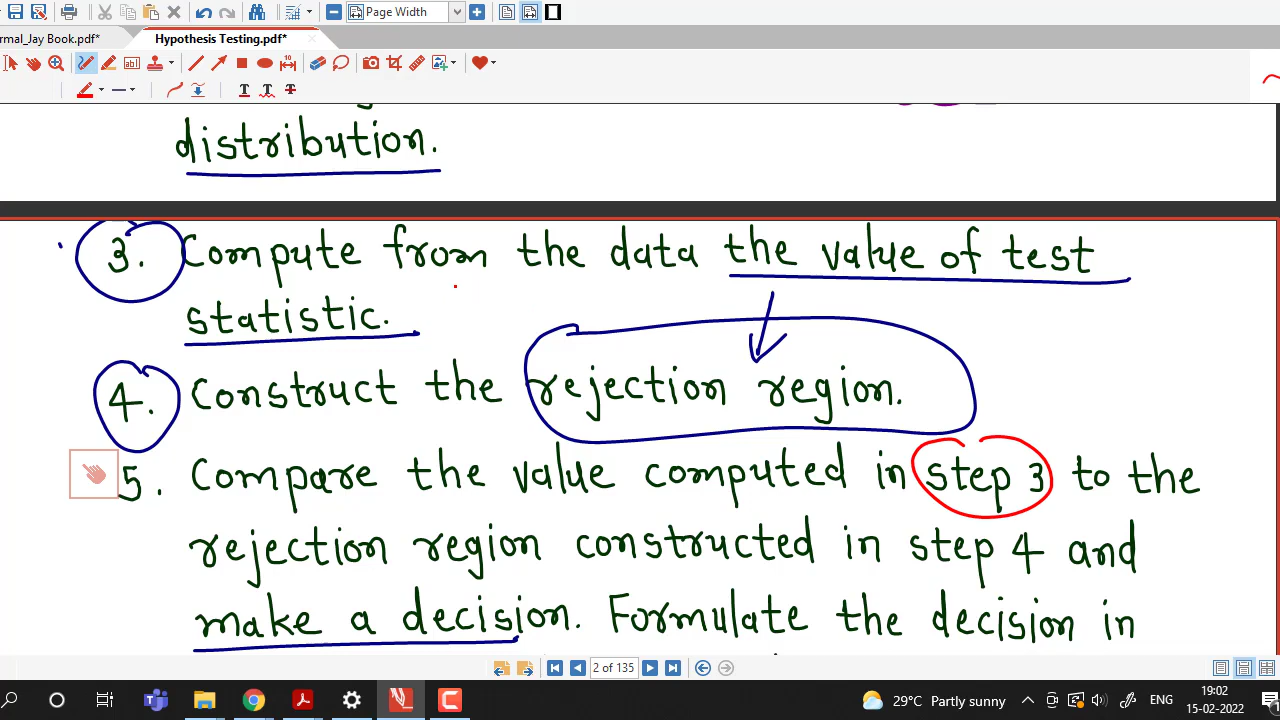 Page Width
rmal_Jay Book.pdf*
Hypothesis Testing.pdf*
distribution.
3. Compute from the data the value of test
statistic.
4. Construct the rejection region.
5. Compare the value computed in step 3 to the
rejection region constructed in step 4 and
make a decision. Formulate the decision in
2 of 135
29°C Partly sunny
ENG
19:02
15-02-2022